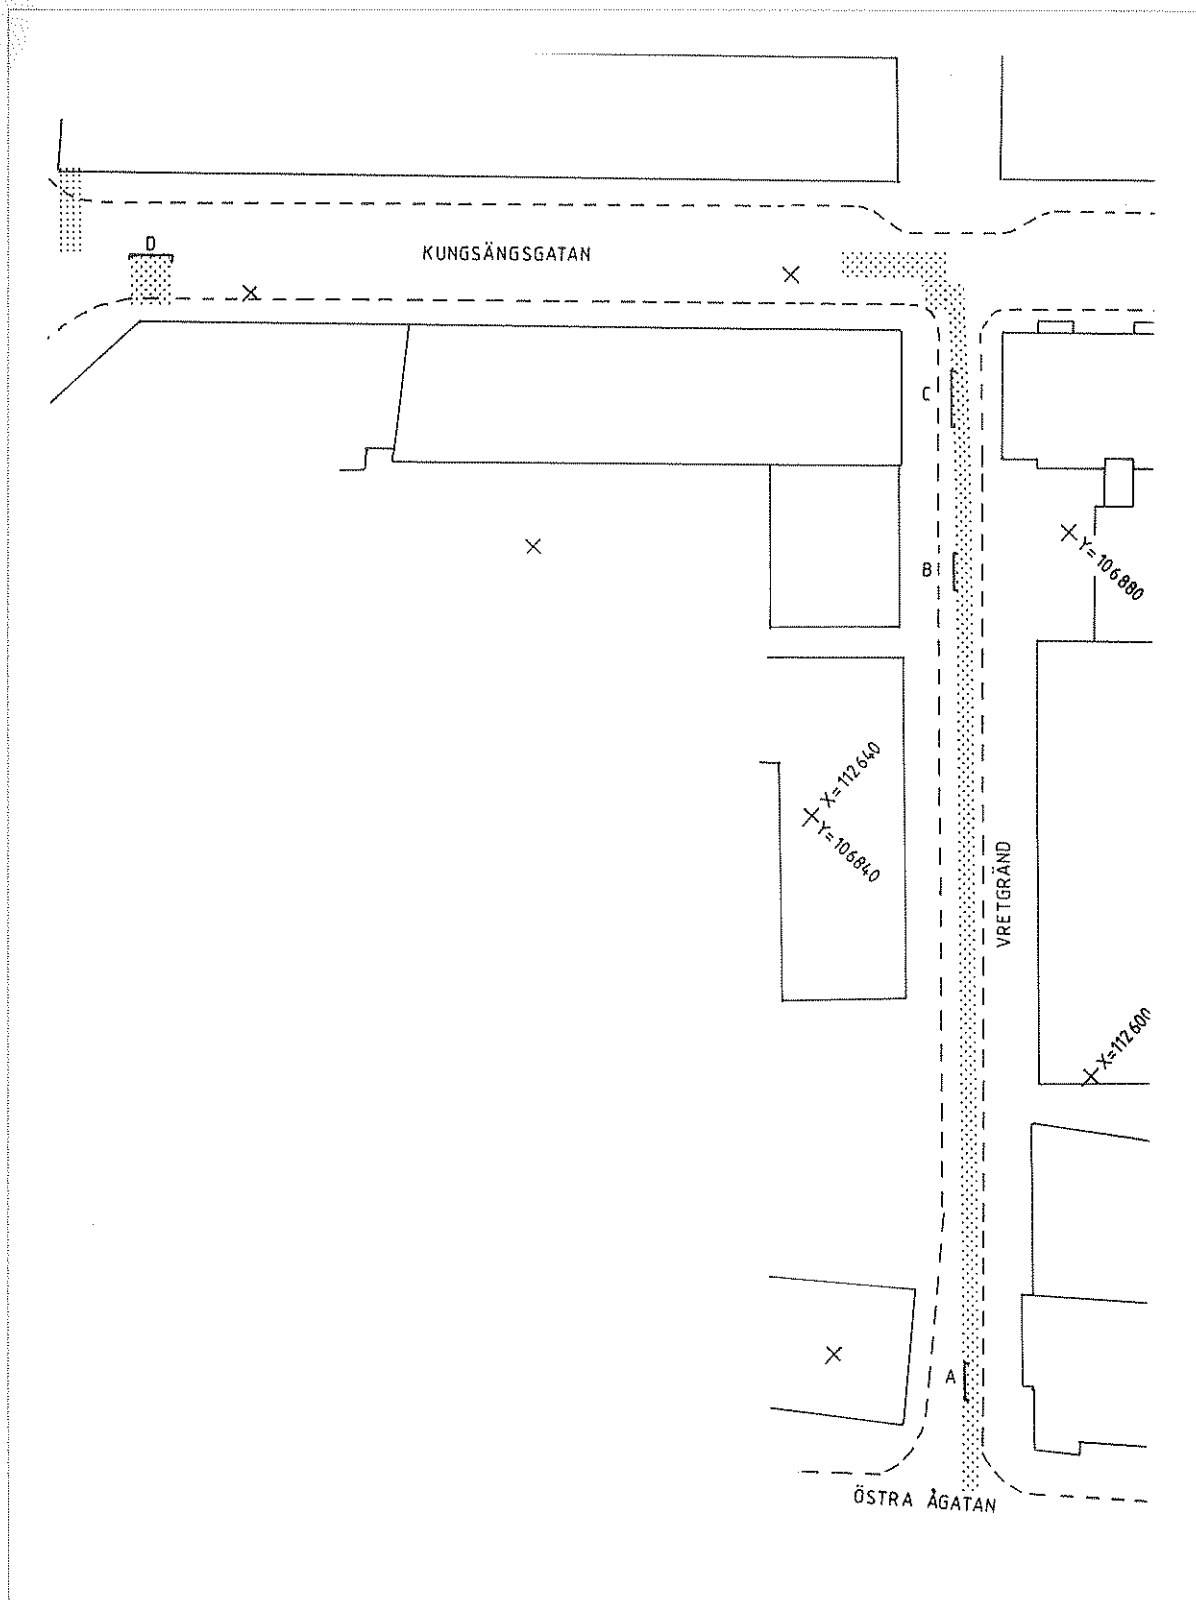 D
KUNGSÄNGSGATAN
C
B
Y=106880
X=112640
Y=106840
VRETGRÄND
X=112600
A
ÖSTRA ÅGATAN